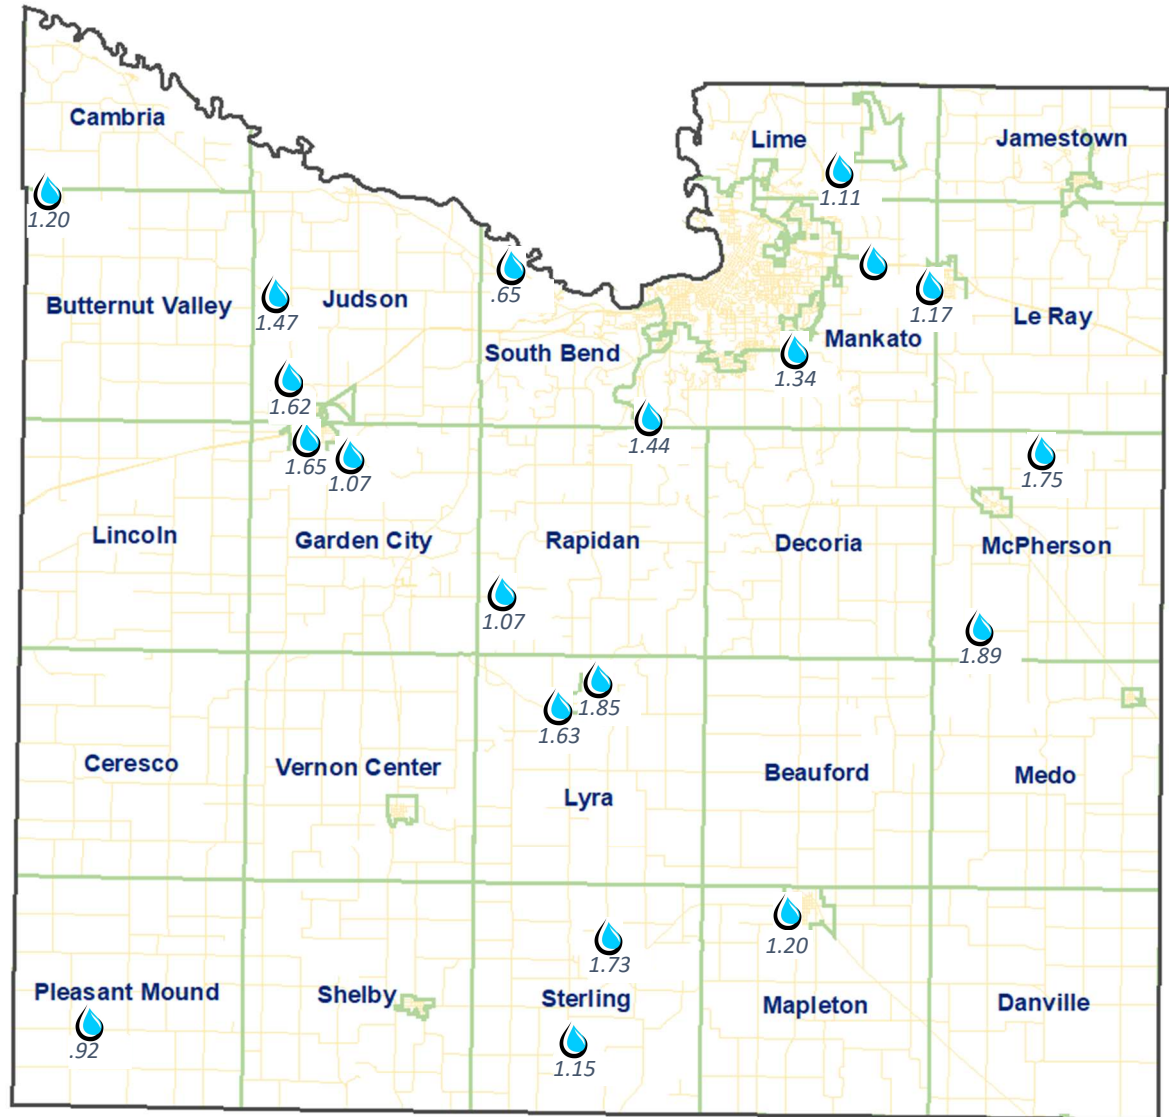 Cambria
Lime
Jamestown
1.11
1.20
Butternut Valley
Judson
1.47
.65
1.17
Le Ray
South Bend
Mankato
1.34
1.62
1.44
1.65
1.07
1.75
Lincoln
Garden City
Rapidan
Decoria
McPherson
1.07
1.89
1.85
1.63
Ceresco
Vernon Center
Lyra
Beauford
Medo
1.20
1.73
Pleasant Mound
Shelby
Sterling
Mapleton
Danville
.92
1.15